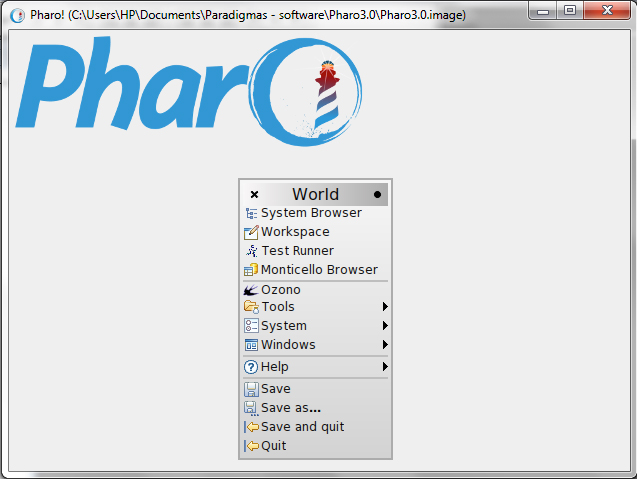 Pharo! (C:\Users\HP\Documents\Paradigmas - software\Pharo3.0\Pharo3.0.image)
Pharo
World
System Browser
Workspace
Test Runner
Monticello Browser
Ozono
Tools
System
Windows
Help
Save
Save as...
Save and quit
Quit